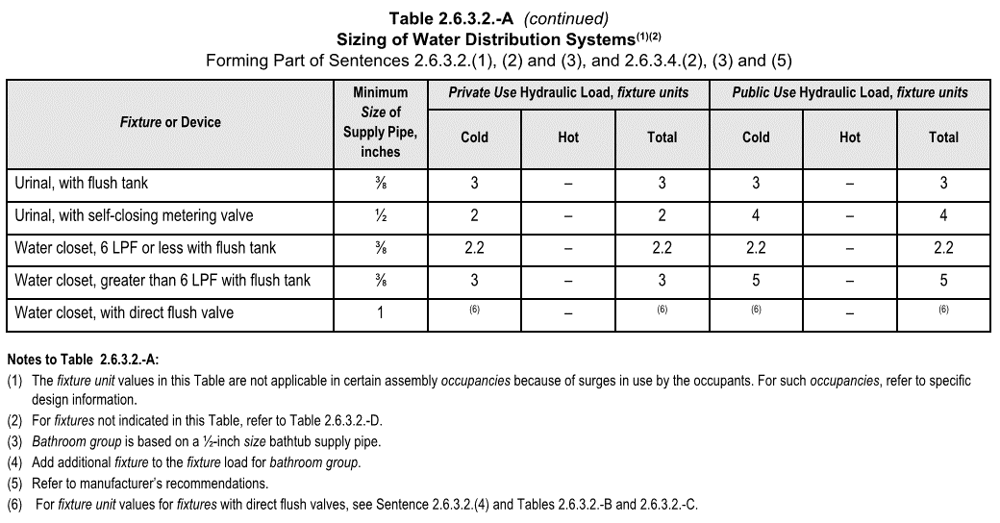 Table 2.6.3.2.-A (continued)
Sizing of Water Distribution Systems(1)(2)
Forming Part of Sentences 2.6.3.2.(1), (2) and (3), and 2.6.3.4.(2), (3) and (5)
Fixture or Device
Minimum
Size of
Supply Pipe,
inches
Private Use Hydraulic Load, fixture units
Public Use Hydraulic Load, fixture units
Cold Hot Total Cold Hot Total
Urinal, with flush tank ⅜ 3 – 3 3 – 3
Urinal, with self-closing metering valve ½ 2 – 2 4 – 4
Water closet, 6 LPF or less with flush tank ⅜ 2.2 – 2.2 2.2 – 2.2
Water closet, greater than 6 LPF with flush tank ⅜ 3 – 3 5 – 5
Water closet, with direct flush valve 1 (6) – (6) (6) – (6)
Notes to Table 2.6.3.2.-A:
(1) The fixture unit values in this Table are not applicable in certain assembly occupancies because of surges in use by the occupants. For such occupancies, refer to specific
design information.
(2) For fixtures not indicated in this Table, refer to Table 2.6.3.2.-D.
(3) Bathroom group is based on a ½-inch size bathtub supply pipe.
(4) Add additional fixture to the fixture load for bathroom group.
(5) Refer to manufacturer's recommendations.
(6) For fixture unit values for fixtures with direct flush valves, see Sentence 2.6.3.2.(4) and Tables 2.6.3.2.-B and 2.6.3.2.-C.